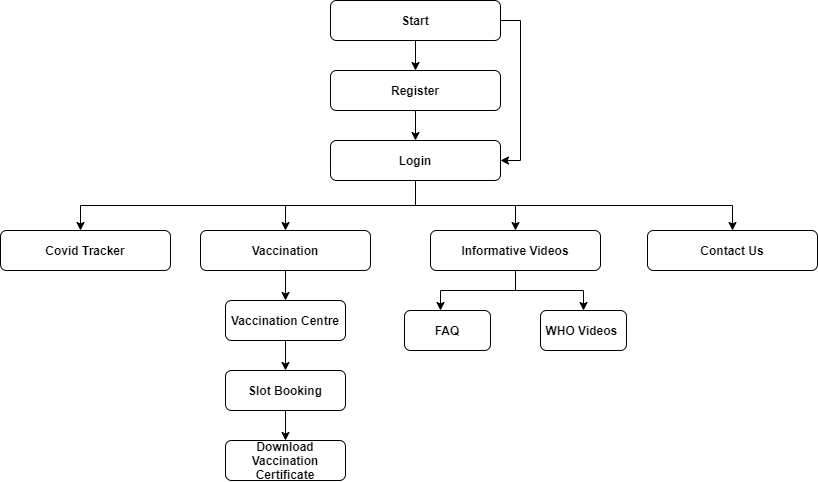 Start
Register
Login
Covid Tracker
Vaccination
Informative Videos
Contact Us
Vaccination Centre
FAQ
WHO Videos
Slot Booking
Download
Vaccination
Certificate